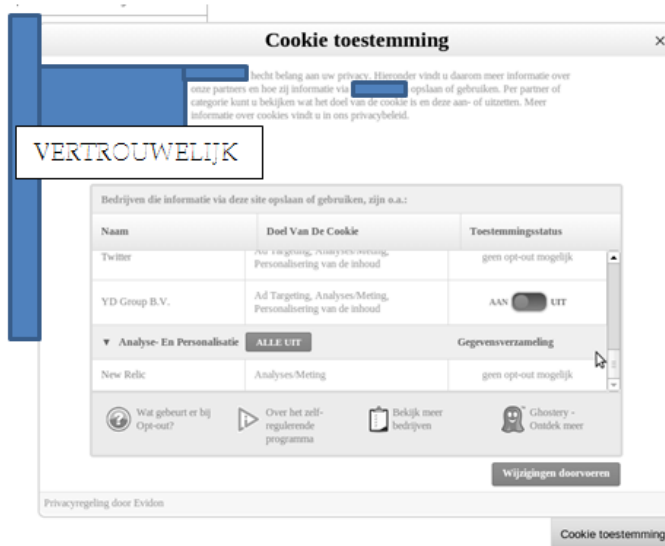 Cookie toestemming
×
hecht belang aan uw privacy. Hieronder vindt u daarom meer informatie over
onze partners en hoe zij informatie via opslaan of gebruiken. Per partner of
categorie kunt u bekijken wat het doel van de cookie is en deze aan- of uitzetten. Meer
informatie over cookies vindt u in ons privacybeleid.
VERTROUWELIJK
Bedrijven die informatie via deze site opslaan of gebruiken, zijn o.a.:
Naam Doel Van De Cookie Toestemmingsstatus
Twitter Ad Targeting, Analyses/Meting, geen opt-out mogelijk
Personalisering van de inhoud
YD Group B.V. Ad Targeting, Analyses/Meting, AAN UIT
Personalisering van de inhoud
▼ Analyse- En Personalisatie ALLE UIT Gegevensverzameling
New Relic Analyses/Meting geen opt-out mogelijk
Wat gebeurt er bij Over het zelf- Bekijk meer Ghostery -
Opt-out? regulerende bedrijven Ontdek meer
programma
Wijzigingen doorvoeren
Privacyregeling door Evidon
Cookie toestemming